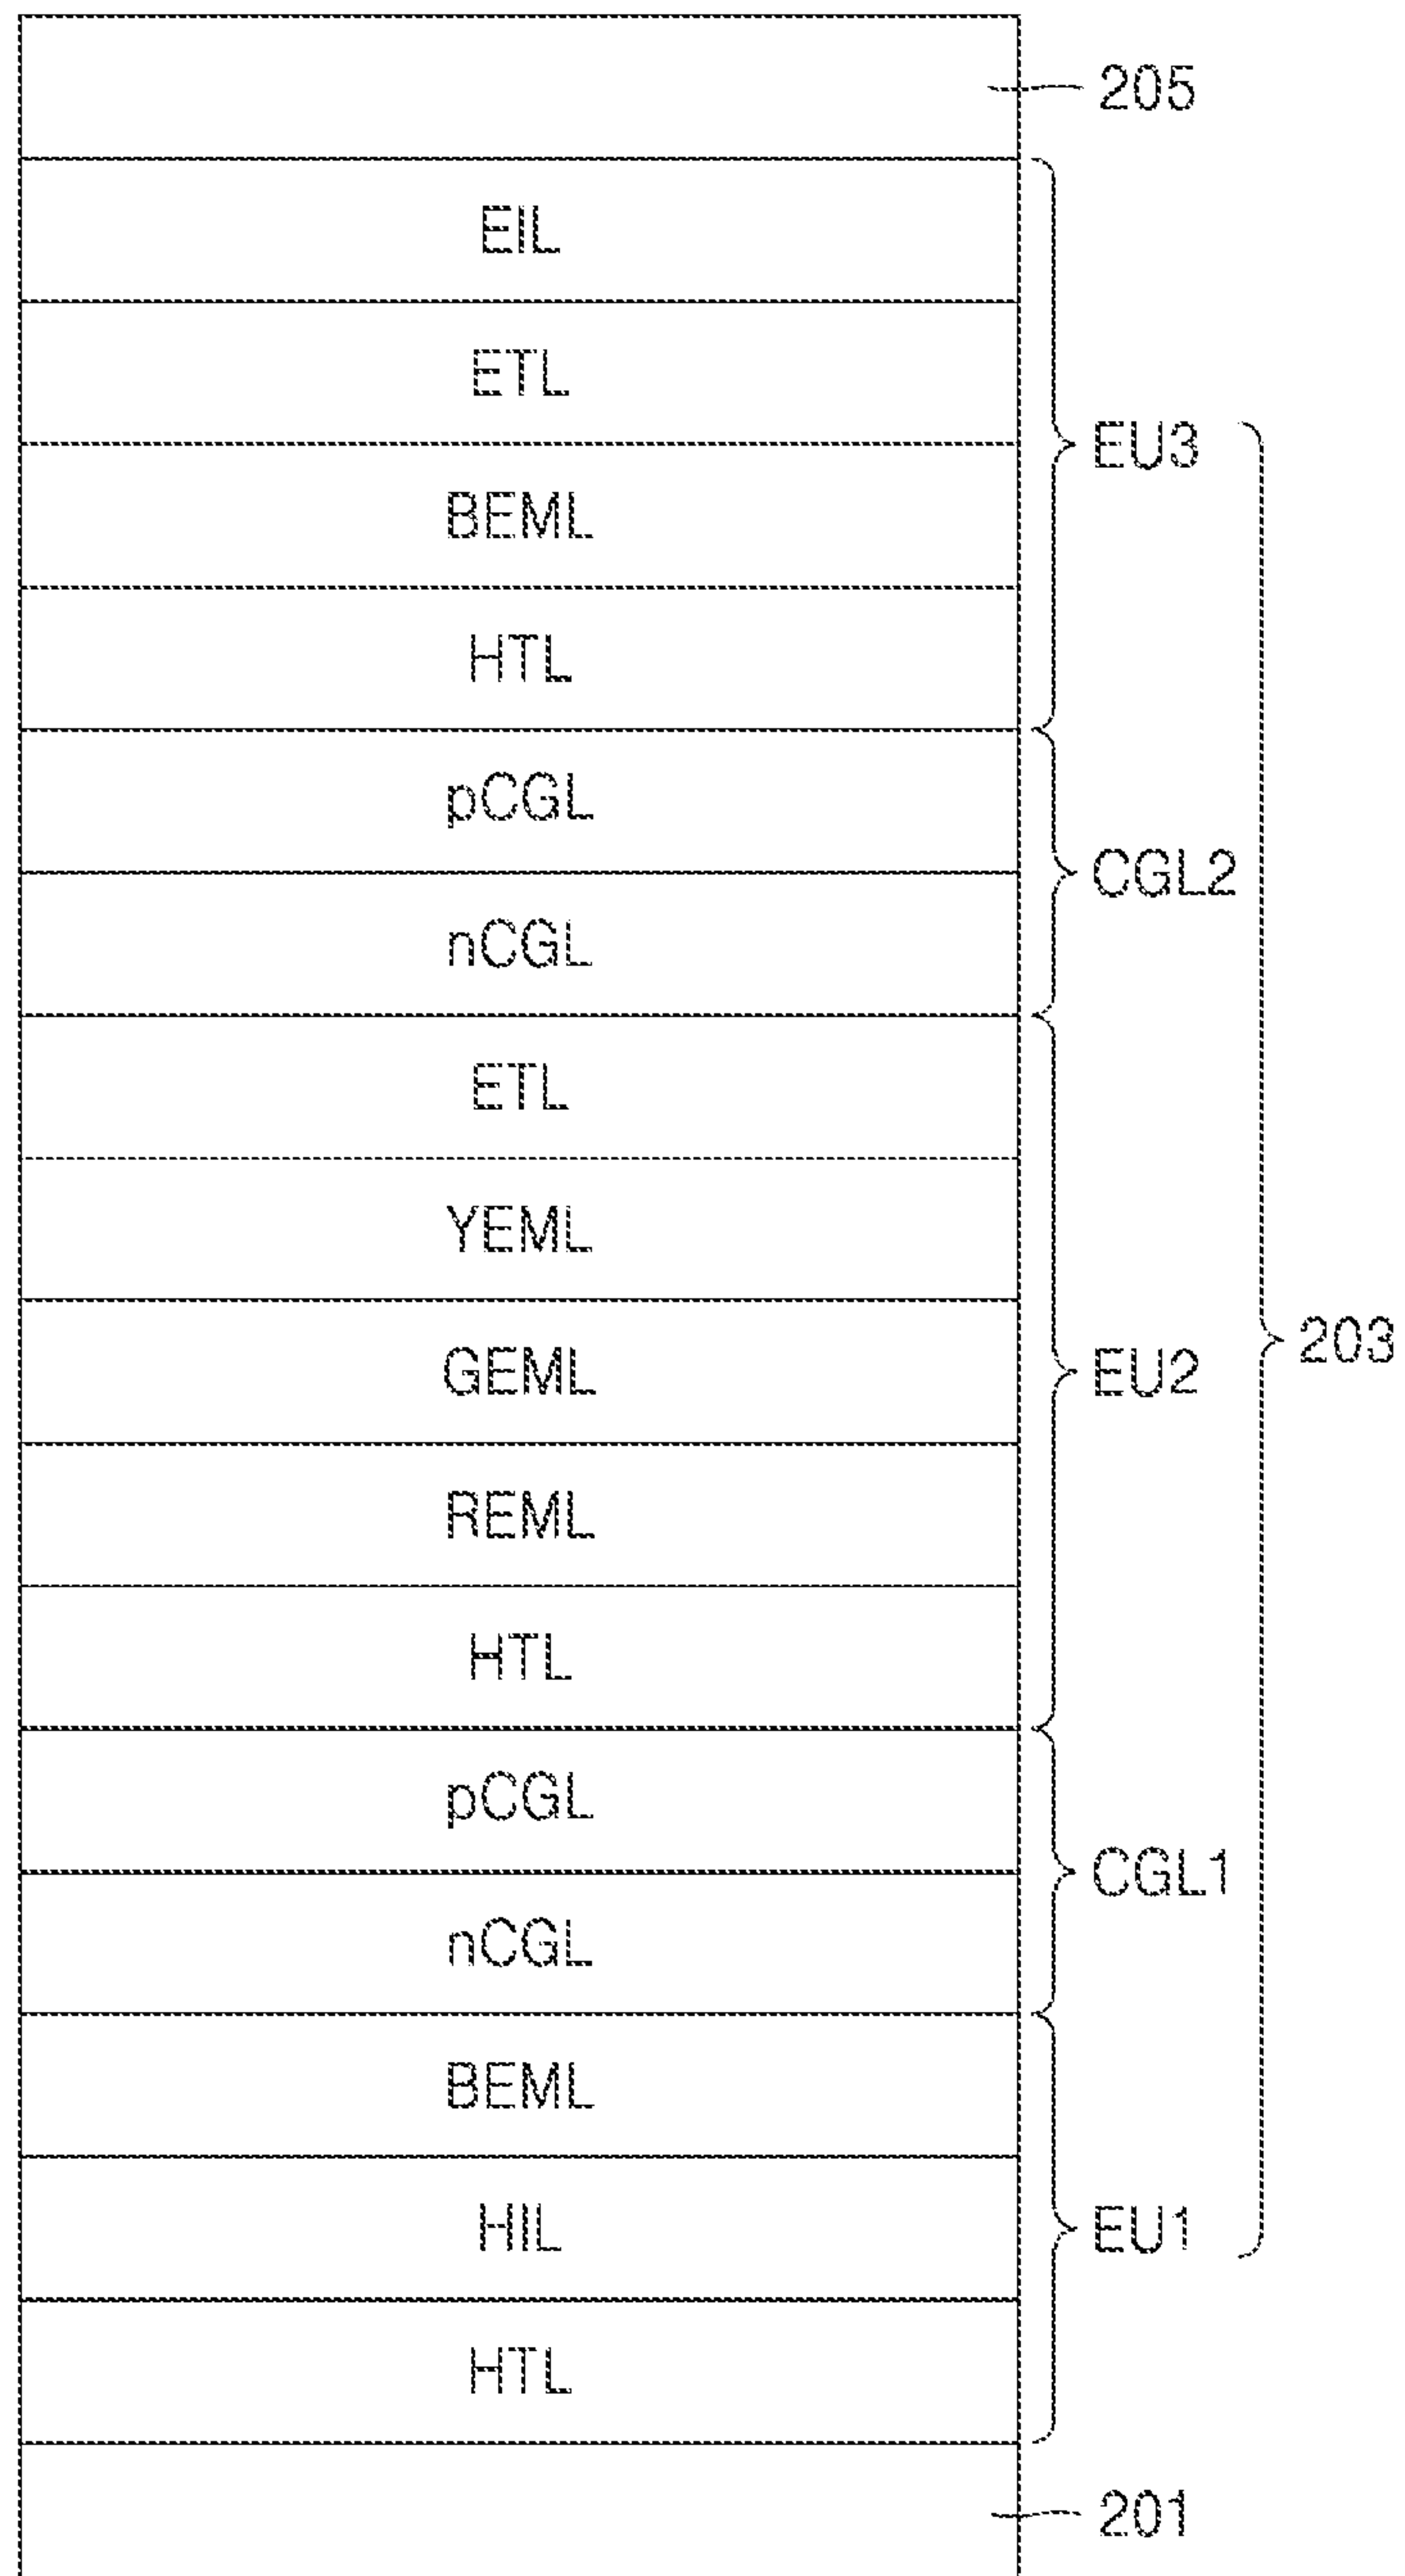 205
EIL
ETL
EU3
BEML
HTL
pCGL
CGL2
nCGL
ETL
YEML
203
GEML
EU2
REML
HTL
pCGL
CGL1
nCGL
BEML
HIL
EU1
HTL
201